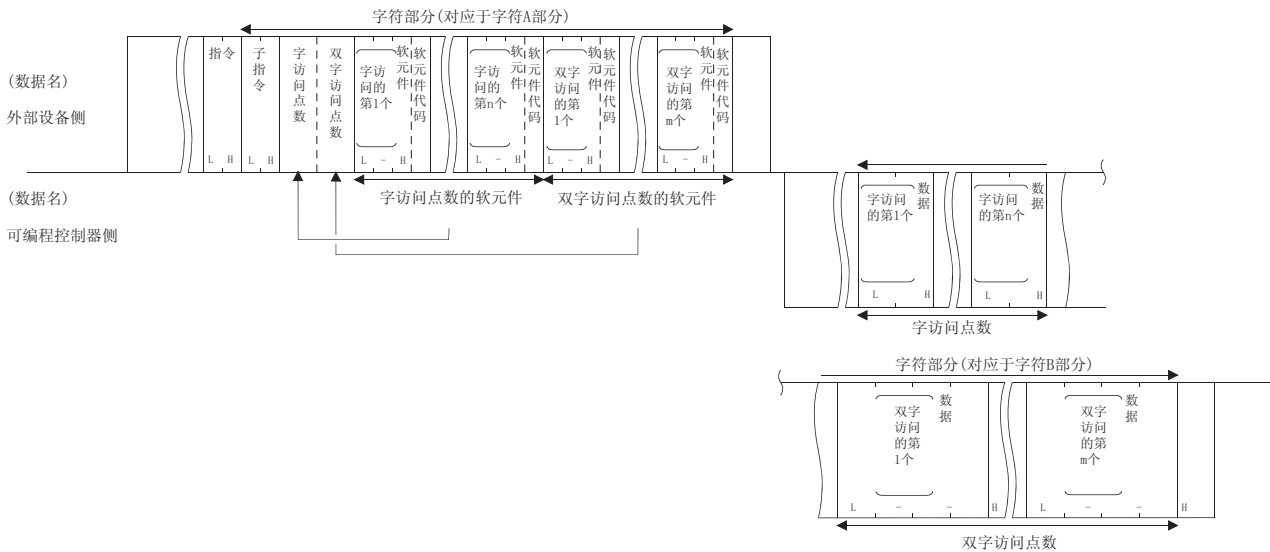 字符部分(对应于字符A部分)
(数据名)
外部设备侧
指令
L H
子指令
L H
字访问点数
双字访问点数
软元件
字访问的第1个
L - H
软元件代码
软元件
字访问的第n个
L - H
软元件代码
软元件
双字访问的第1个
L - H
软元件代码
软元件
双字访问的第m个
L - H
软元件代码
(数据名)
可编程控制器侧
字访问点数的软元件
双字访问点数的软元件
数据
字访问的第1个
L H
数据
字访问的第n个
L H
字访问点数
字符部分(对应于字符B部分)
数据
双字访问的第1个
L - - H
数据
双字访问的第m个
L - - H
双字访问点数